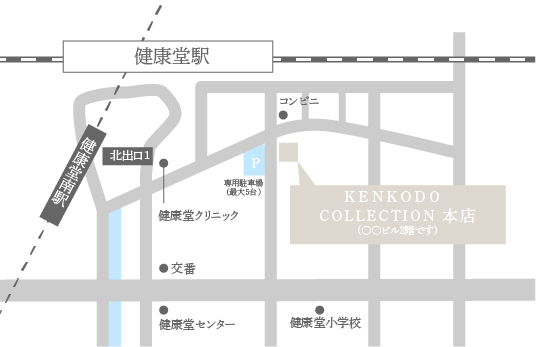 健康堂駅
コンビニ
健康堂南駅
北出口1
P
専用駐車場
(最大5台)
KENKODO
COLLECTION 本店
(○○ビル2階です)
健康堂クリニック
交番
健康堂センター
健康堂小学校